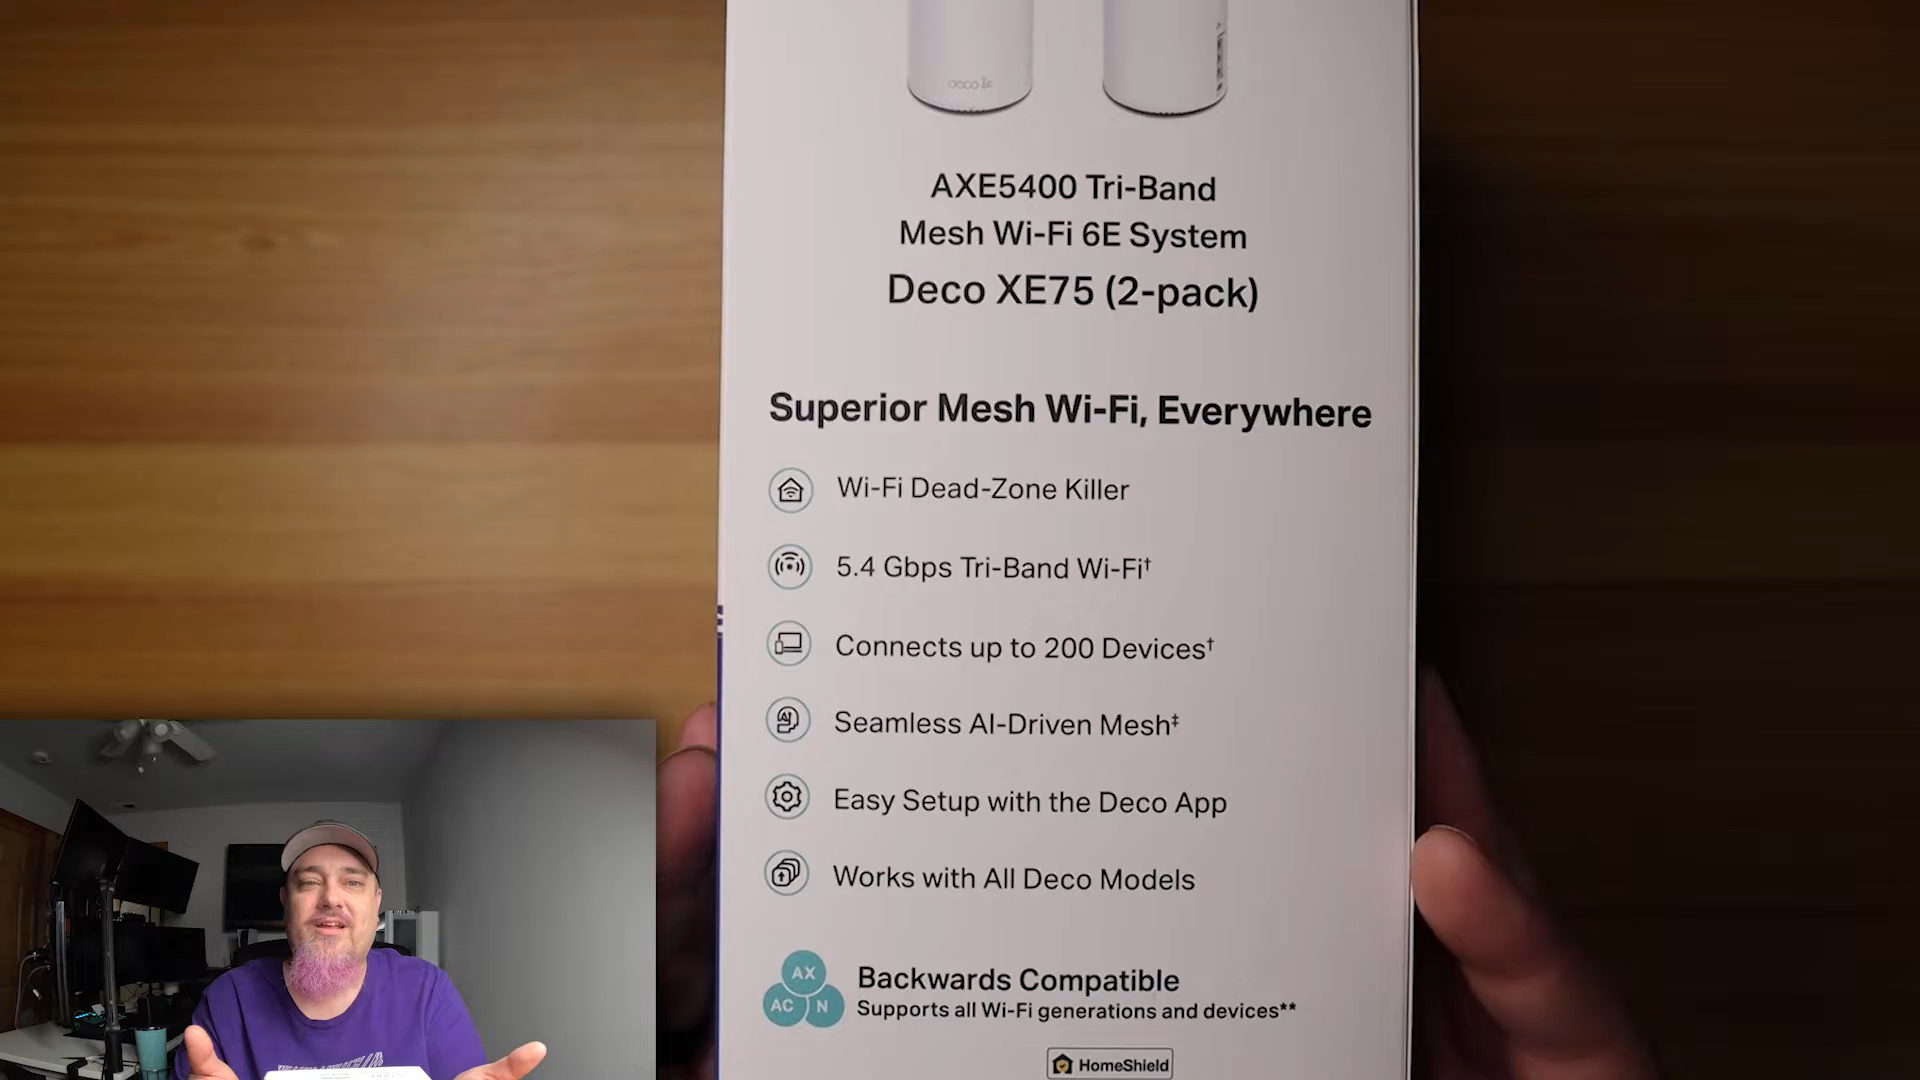 deco 6E
AXE5400 Tri-Band
Mesh Wi-Fi 6E System
Deco XE75 (2-pack)
Superior Mesh Wi-Fi, Everywhere
Wi-Fi Dead-Zone Killer
5.4 Gbps Tri-Band Wi-Fi†
Connects up to 200 Devices†
AI
Seamless AI-Driven Mesh‡
Easy Setup with the Deco App
Works with All Deco Models
AX
AC N
Backwards Compatible
Supports all Wi-Fi generations and devices**
HomeShield